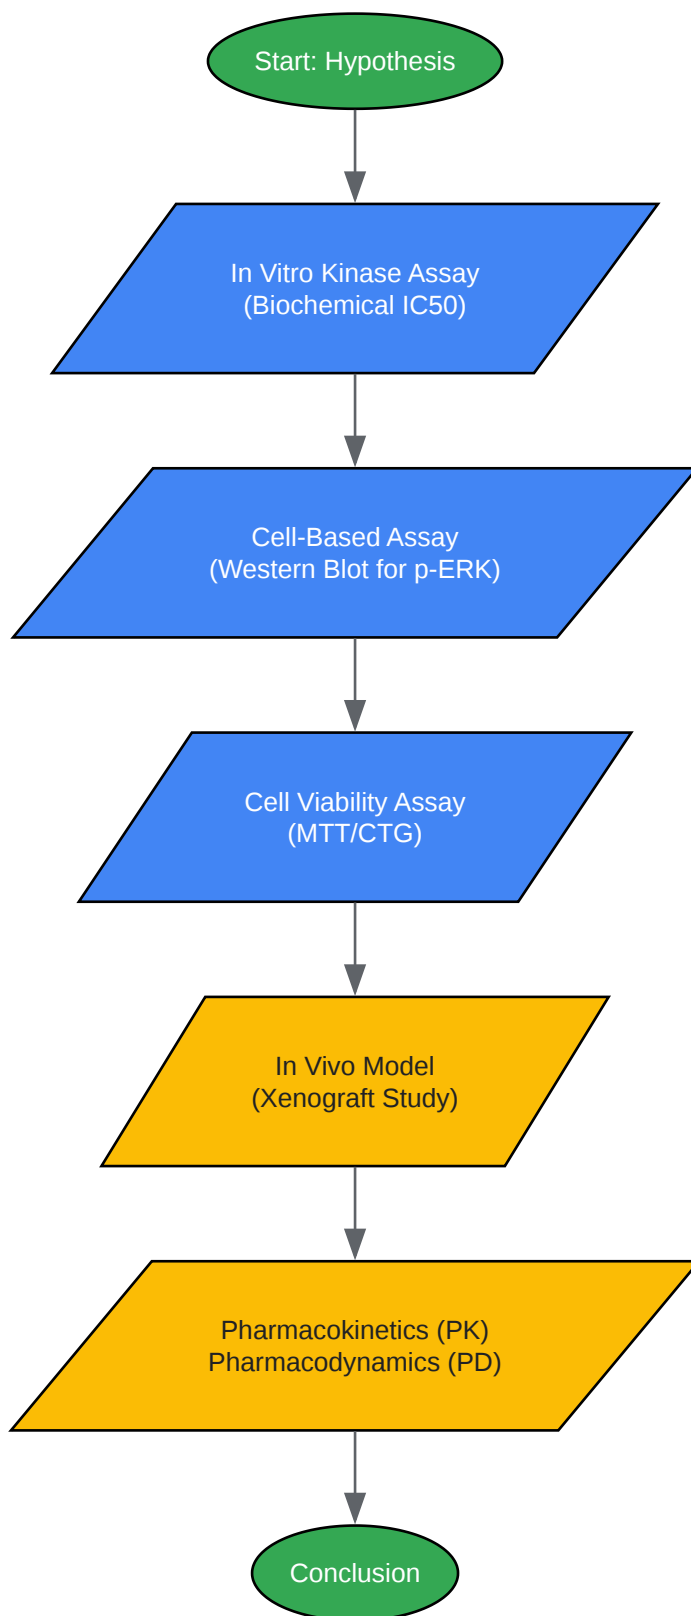 Start: Hypothesis
In Vitro Kinase Assay
(Biochemical IC50)
Cell-Based Assay
(Western Blot for p-ERK)
Cell Viability Assay
(MTT/CTG)
In Vivo Model
(Xenograft Study)
Pharmacokinetics (PK)
Pharmacodynamics (PD)
Conclusion